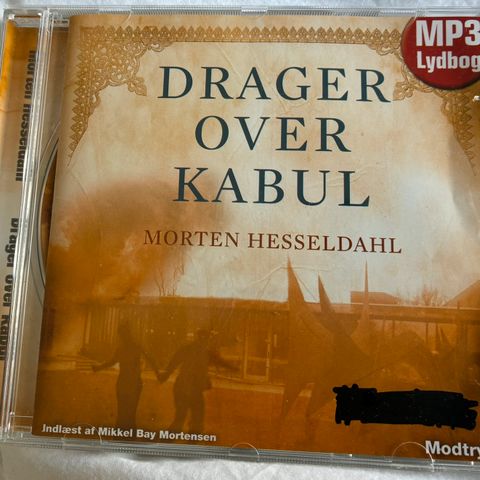 MP3
Lydbog
DRAGER
OVER
KABUL
MORTEN HESSELDAHL
Indlæst af Mikkel Bay Mortensen
Modtry
Morten Hesseldahl
Drager over Kabul